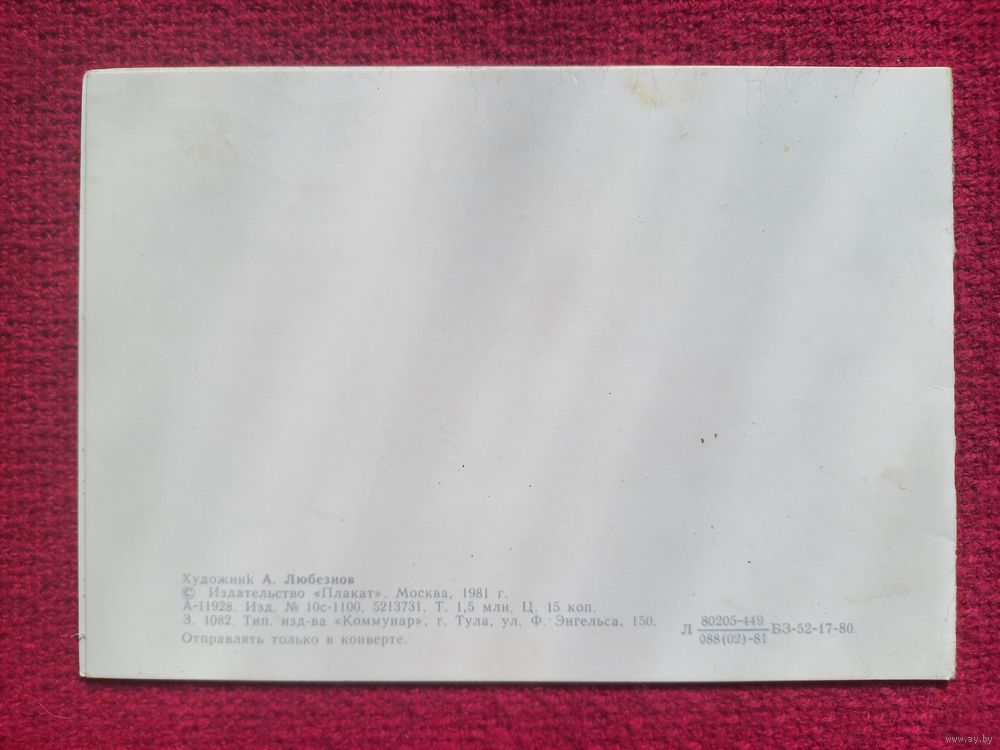 Художник А. Любезнов
© Издательство «Плакат». Москва, 1981 г.
А-11928. Изд. № 10с-1100. 5213731. Т. 1,5 млн. Ц. 15 коп.
З. 1082. Тип. изд-ва «Коммунар», г. Тула, ул. Ф. Энгельса, 150.
Отправлять только в конверте.
Л 80205-449 БЗ-52-17-80.
088(02)-81
www.ay.by